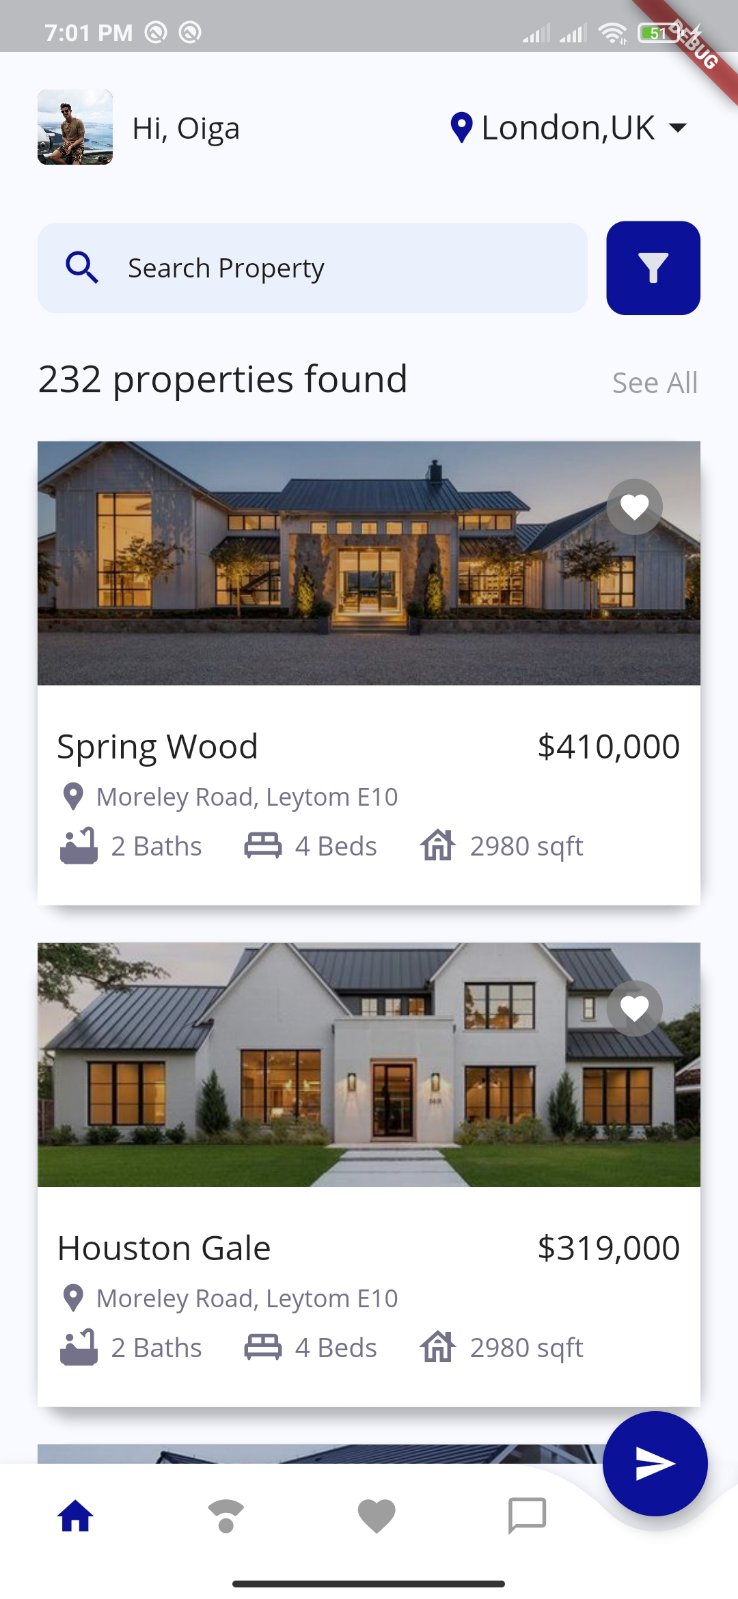 7:01 PM
51
DEBUG
Hi, Oiga
London,UK
Search Property
232 properties found
See All
Spring Wood
$410,000
Moreley Road, Leytom E10
2 Baths
4 Beds
2980 sqft
Houston Gale
$319,000
Moreley Road, Leytom E10
2 Baths
4 Beds
2980 sqft